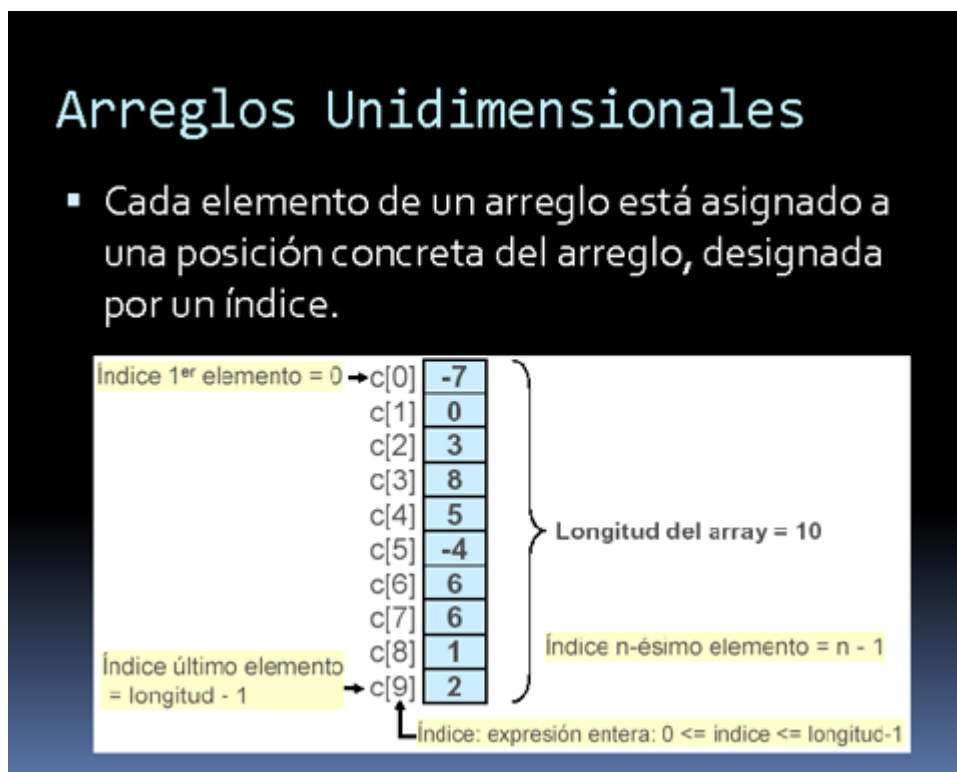 Arreglos Unidimensionales
Cada elemento de un arreglo está asignado a
una posición concreta del arreglo, designada
por un índice.
Índice 1er elemento = 0 c[0] -7
c[1] 0
c[2] 3
c[3] 8
c[4] 5
Longitud del array = 10
c[5] -4
c[6] 6
c[7] 6
c[8] 1
Índice n-ésimo elemento = n - 1
Índice último elemento
= longitud - 1 c[9] 2
Índice: expresión entera: 0 <= indice <= longitud-1